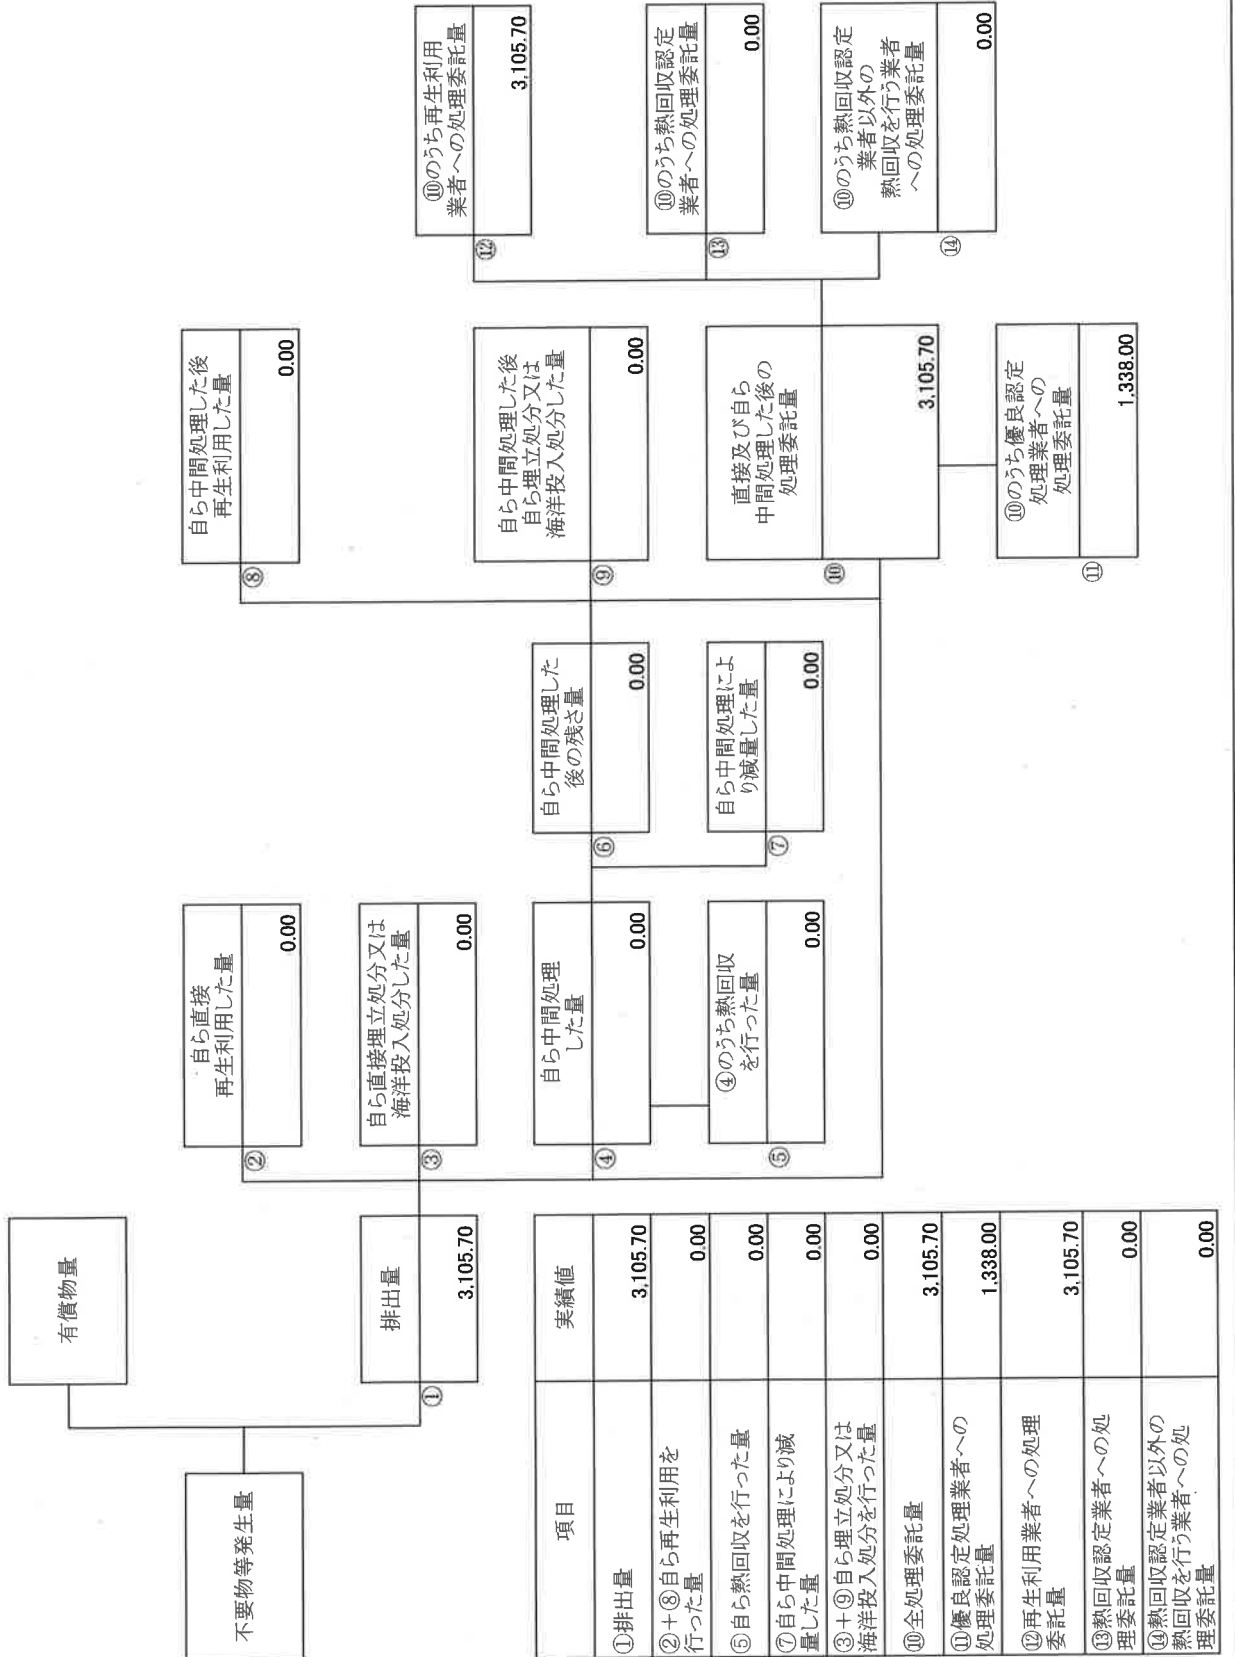 有償物量
不要物等発生量
排出量
①
3,105.70
自ら直接
再生利用した量
②
0.00
自ら直接埋立処分又は
海洋投入処分した量
③
0.00
自ら中間処理
した量
④
0.00
④のうち熱回収
を行った量
⑤
0.00
自ら中間処理した
後の残さ量
⑥
0.00
自ら中間処理によ
り減量した量
⑦
0.00
自ら中間処理した後
再生利用した量
⑧
0.00
自ら中間処理した後
自ら埋立処分又は
海洋投入処分した量
⑨
0.00
直接及び自ら
中間処理した後の
処理委託量
⑩
3,105.70
⑩のうち優良認定
処理業者への
処理委託量
⑪
1,338.00
⑩のうち再生利用
業者への処理委託量
⑫
3,105.70
⑩のうち熱回収認定
業者への処理委託量
⑬
0.00
⑩のうち熱回収認定
業者以外の
熱回収を行う業者
への処理委託量
⑭
0.00
項目 実績値
①排出量 3,105.70
②+⑧自ら再生利用を
行った量 0.00
⑤自ら熱回収を行った量 0.00
⑦自ら中間処理により減
量した量 0.00
③+⑨自ら埋立処分又は
海洋投入処分を行った量 0.00
⑩全処理委託量 3,105.70
⑪優良認定処理業者への
処理委託量 1,338.00
⑫再生利用業者への処理
委託量 3,105.70
⑬熱回収認定業者への処
理委託量 0.00
⑭熱回収認定業者以外の
熱回収を行う業者への処
理委託量 0.00